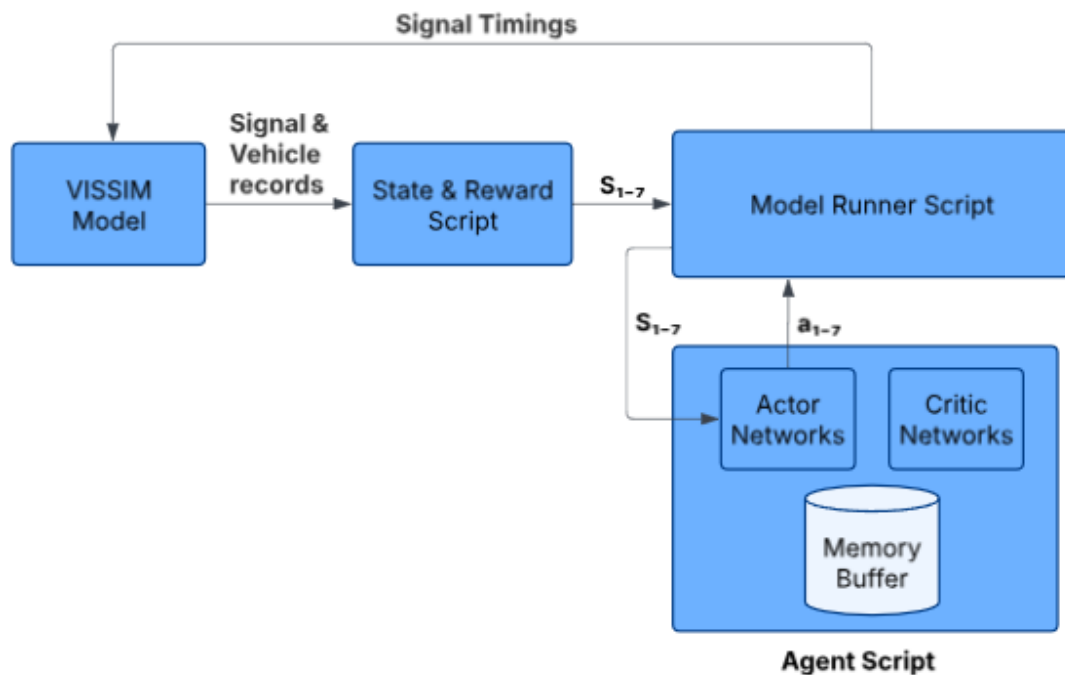 Signal Timings
Signal &
Vehicle
records
VISSIM
Model
State & Reward
Script
S₁₋₇
Model Runner Script
S₁₋₇
a₁₋₇
Actor
Networks
Critic
Networks
Memory
Buffer
Agent Script